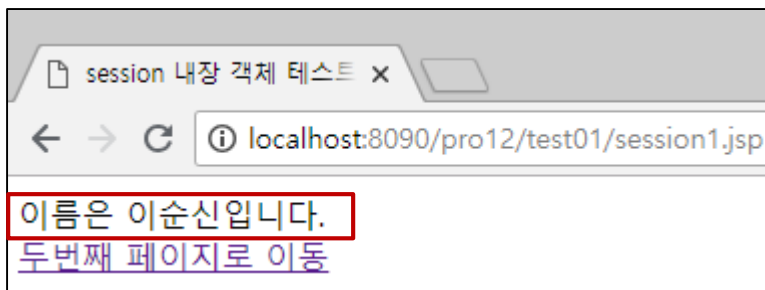 session 내장 객체 테스트
localhost:8090/pro12/test01/session1.jsp
이름은 이순신입니다.
두번째 페이지로 이동